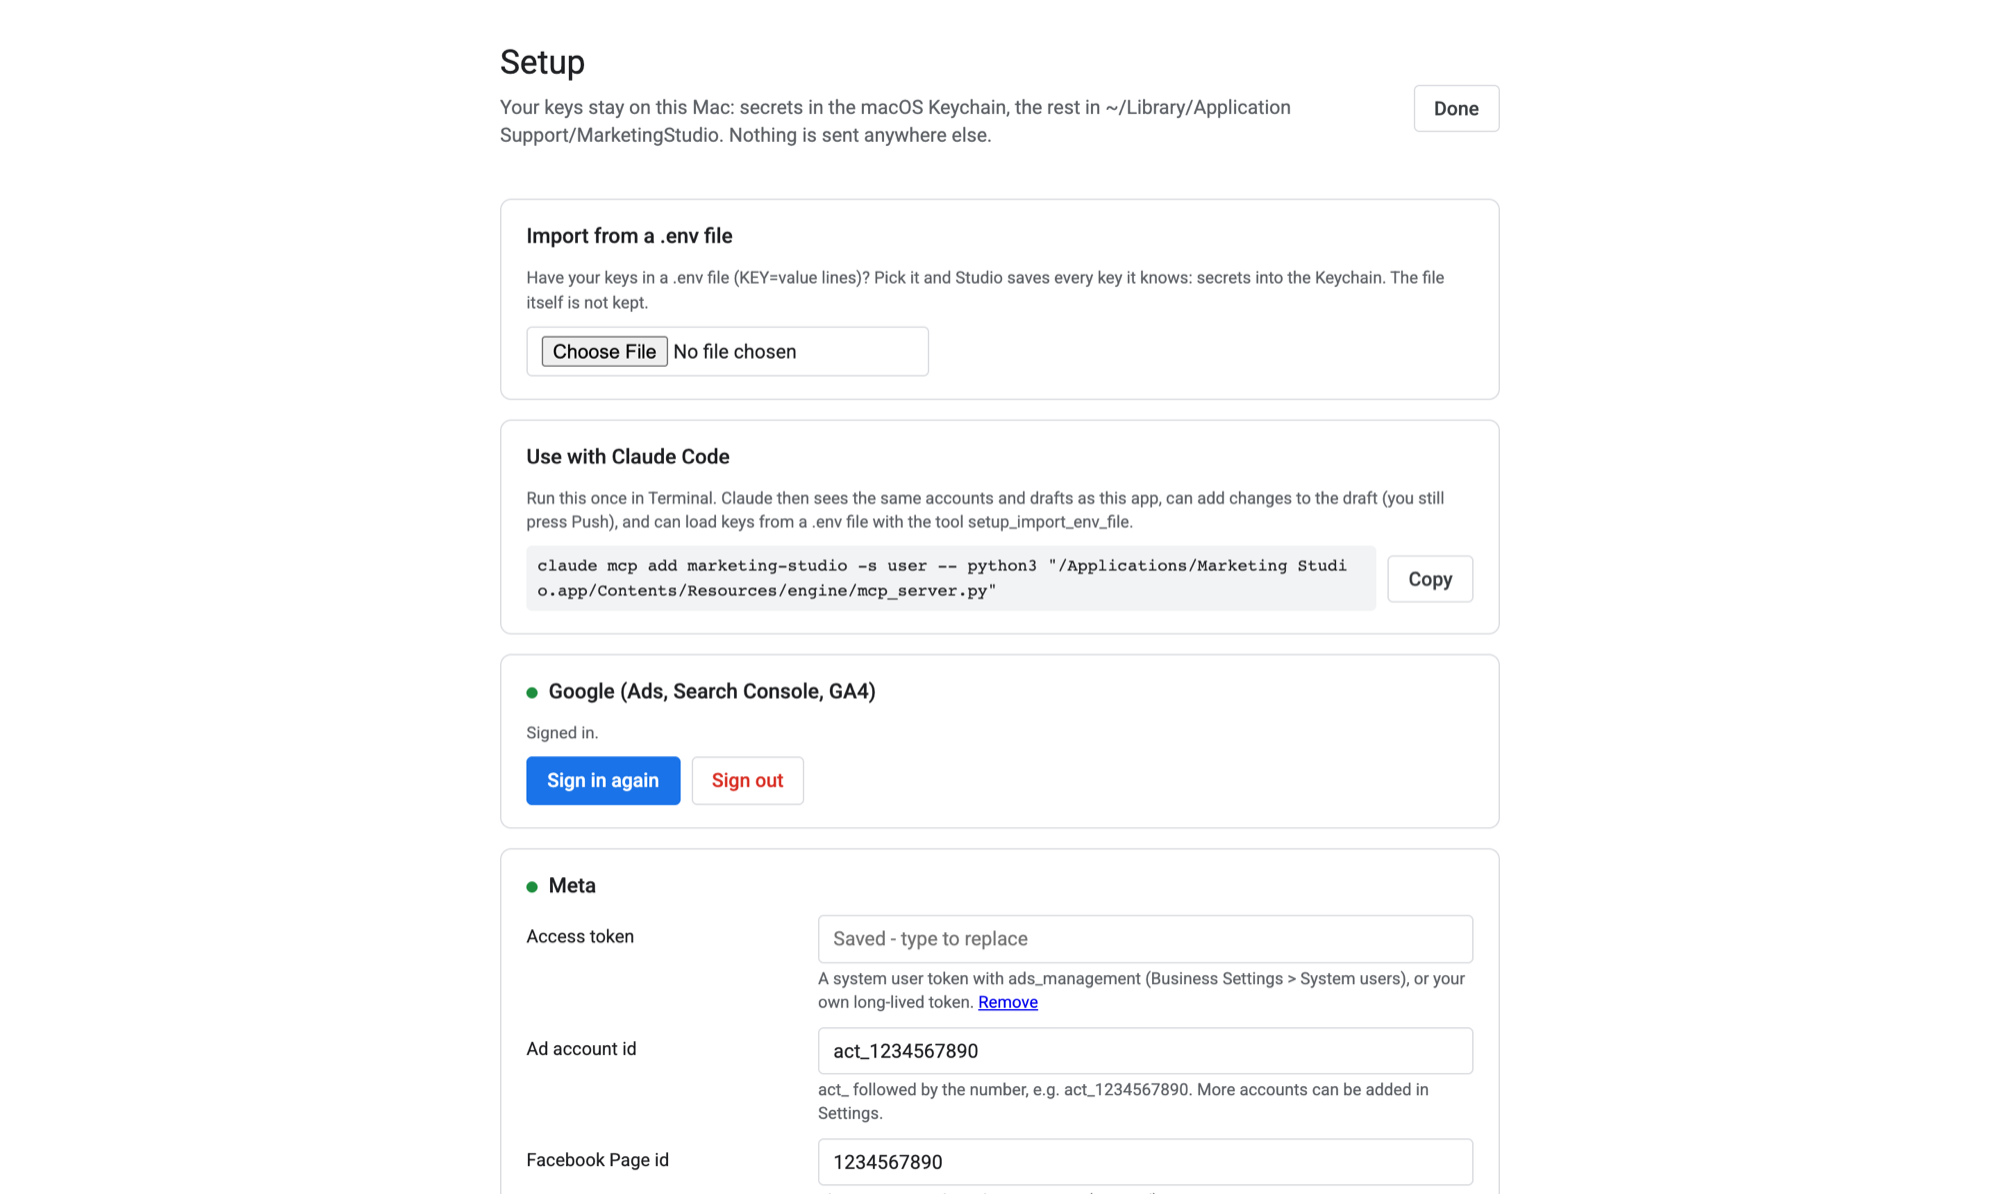 Setup
Your keys stay on this Mac: secrets in the macOS Keychain, the rest in ~/Library/Application
Support/MarketingStudio. Nothing is sent anywhere else.
Done
Import from a .env file
Have your keys in a .env file (KEY=value lines)? Pick it and Studio saves every key it knows: secrets into the Keychain. The file
itself is not kept.
Choose File No file chosen
Use with Claude Code
Run this once in Terminal. Claude then sees the same accounts and drafts as this app, can add changes to the draft (you still
press Push), and can load keys from a .env file with the tool setup_import_env_file.
claude mcp add marketing-studio -s user -- python3 "/Applications/Marketing Studi
o.app/Contents/Resources/engine/mcp_server.py"
Copy
Google (Ads, Search Console, GA4)
Signed in.
Sign in again
Sign out
Meta
Access token
Saved - type to replace
A system user token with ads_management (Business Settings > System users), or your
own long-lived token. Remove
Ad account id
act_1234567890
act_ followed by the number, e.g. act_1234567890. More accounts can be added in
Settings.
Facebook Page id
1234567890